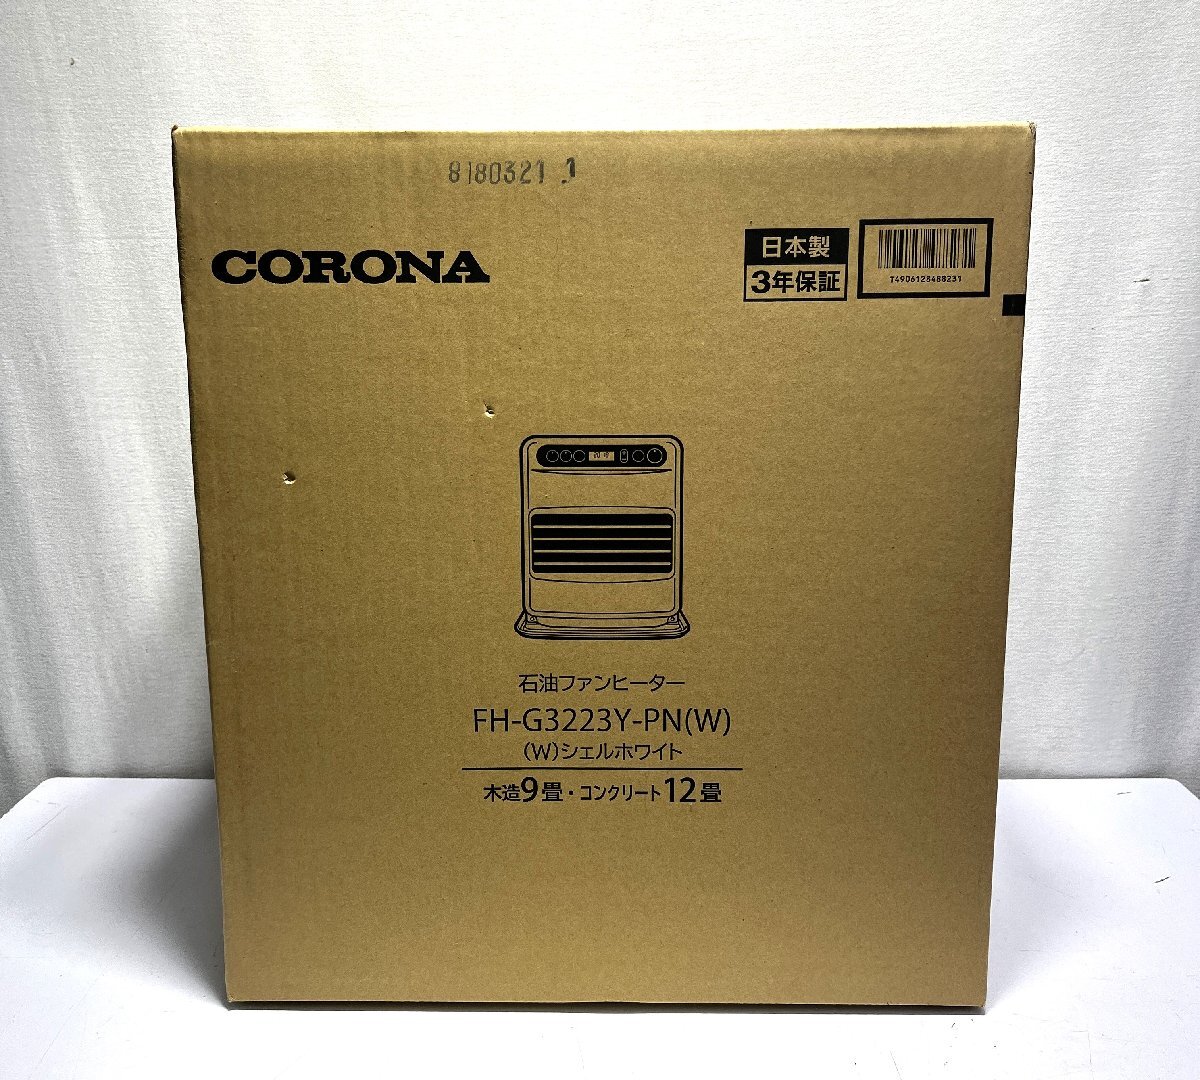 8180321 .1
CORONA
日本製
3年保証
T4906128488231
石油ファンヒーター
FH-G3223Y-PN(W)
(W)シェルホワイト
木造9畳・コンクリート12畳